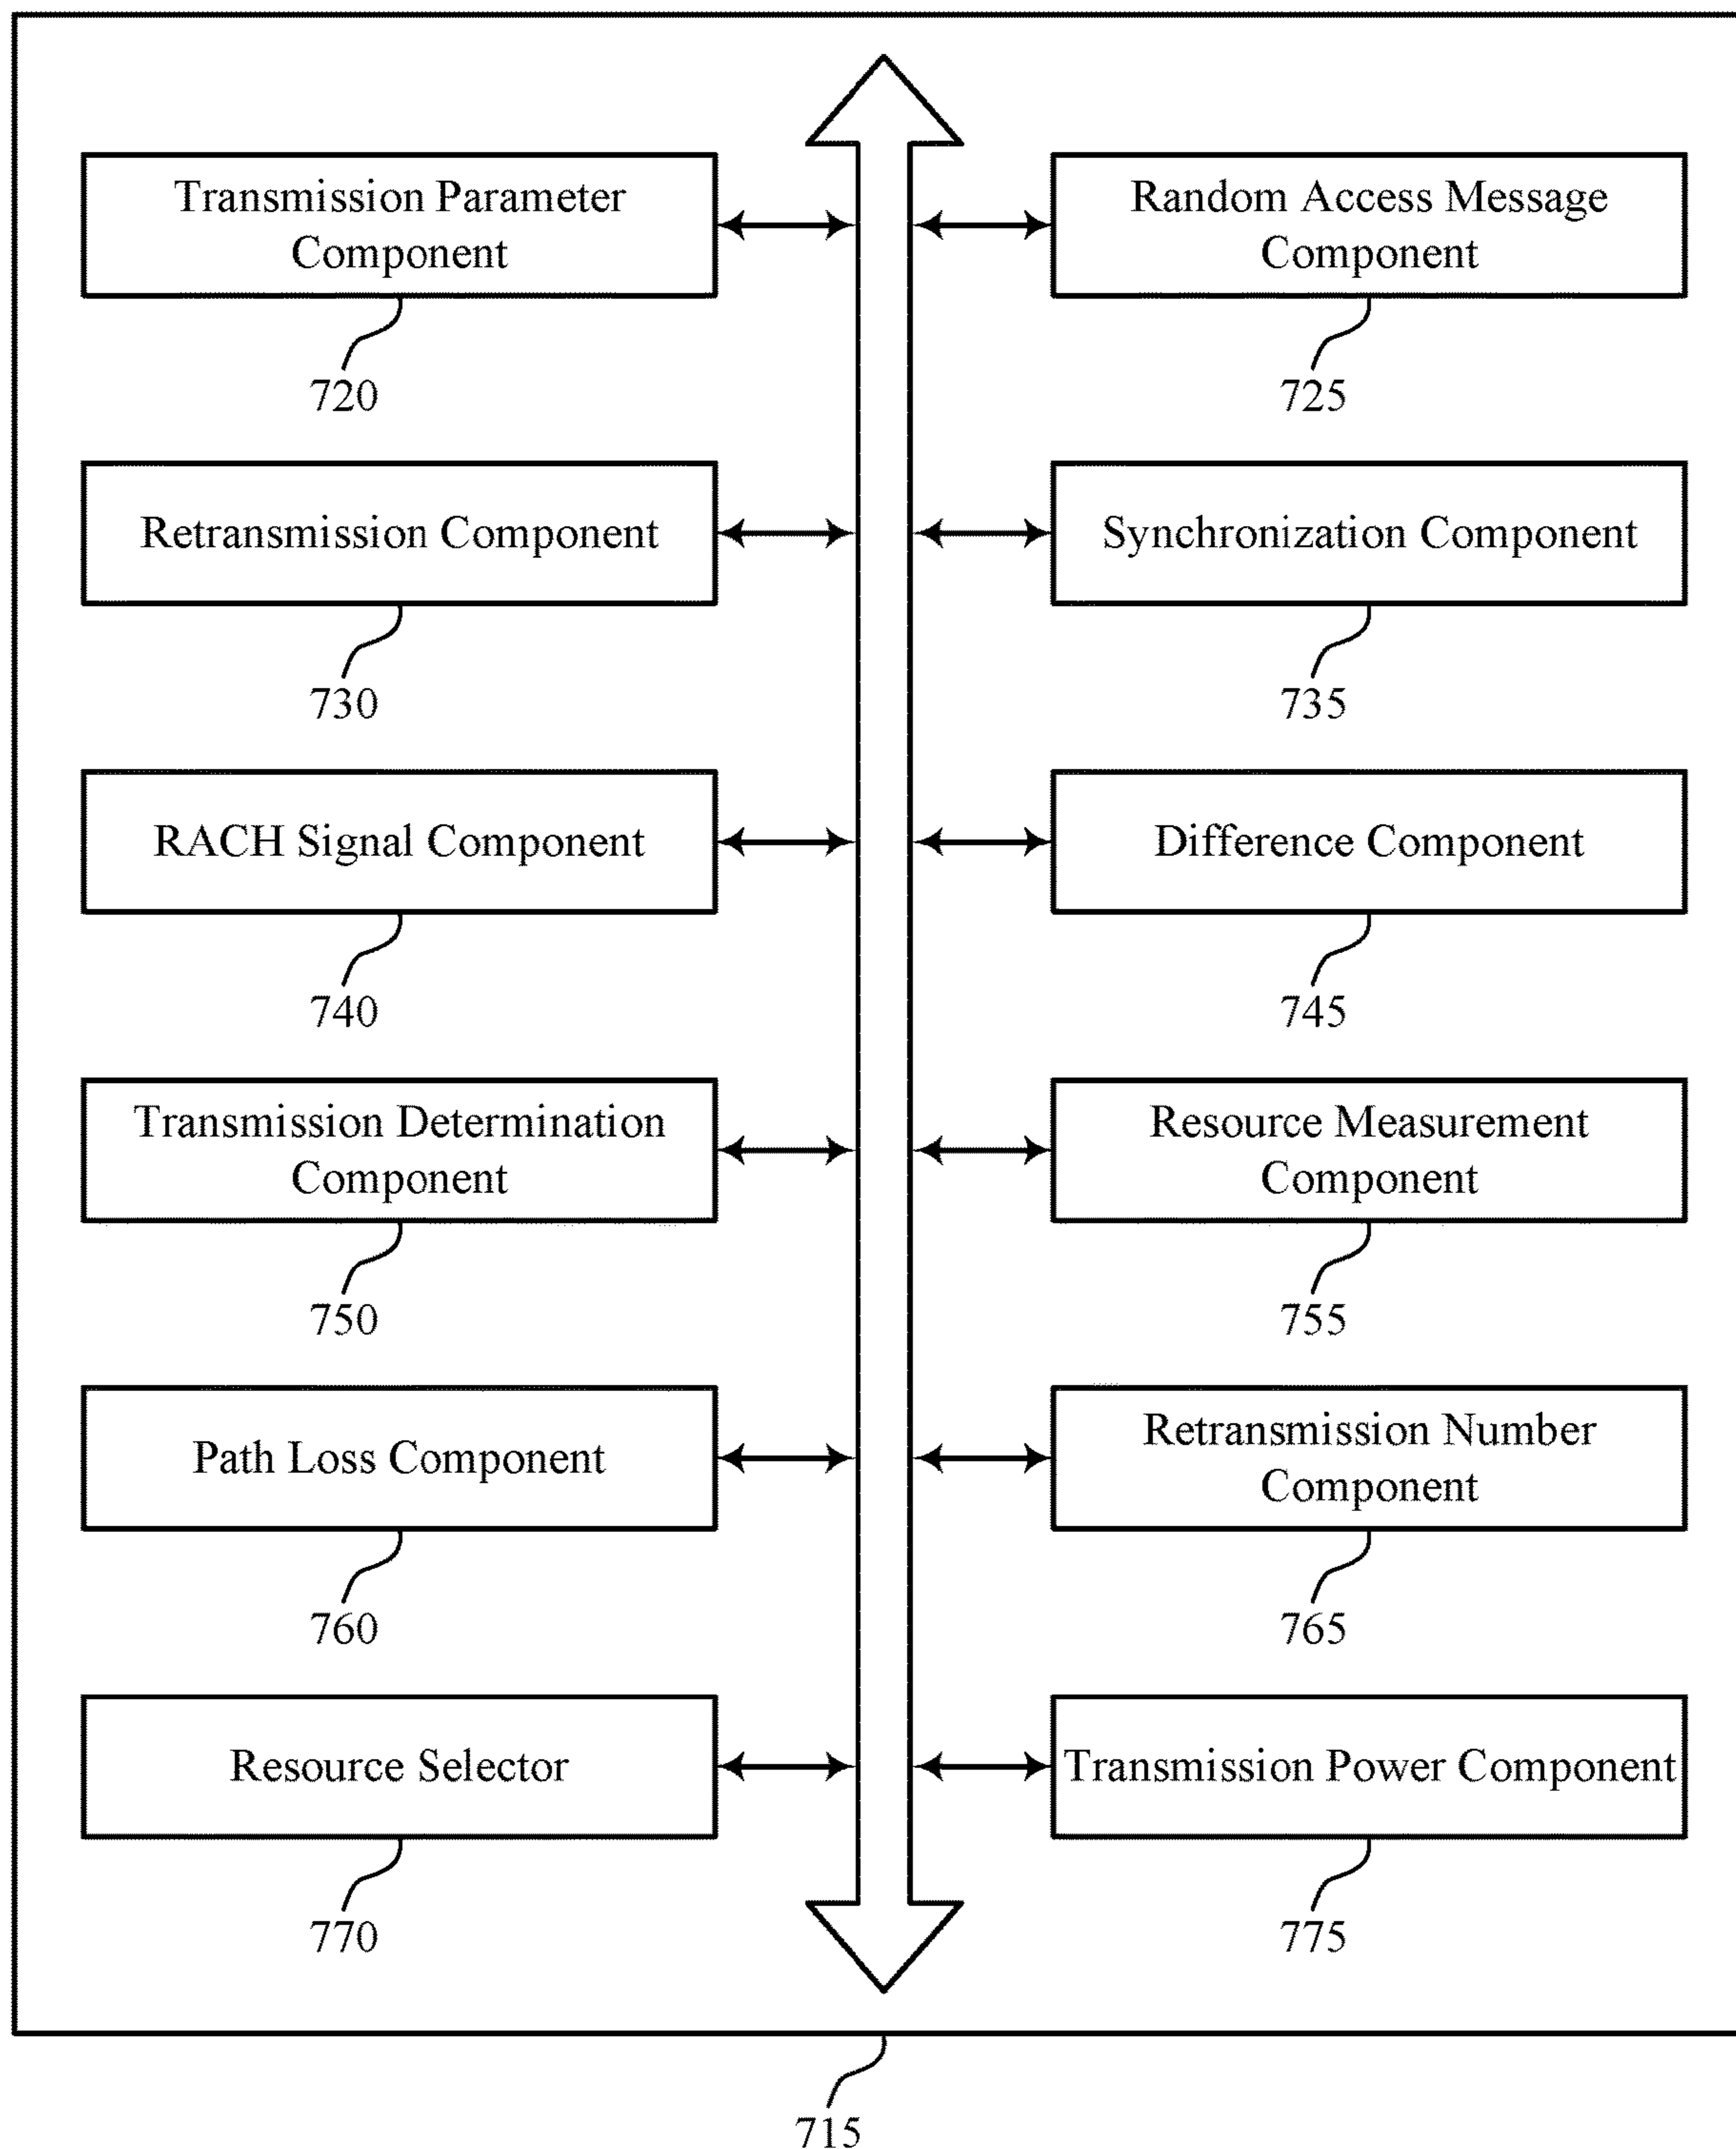 Transmission Parameter
Component
720
Random Access Message
Component
725
Retransmission Component
730
Synchronization Component
735
RACH Signal Component
740
Difference Component
745
Transmission Determination
Component
750
Resource Measurement
Component
755
Path Loss Component
760
Retransmission Number
Component
765
Resource Selector
770
Transmission Power Component
775
715